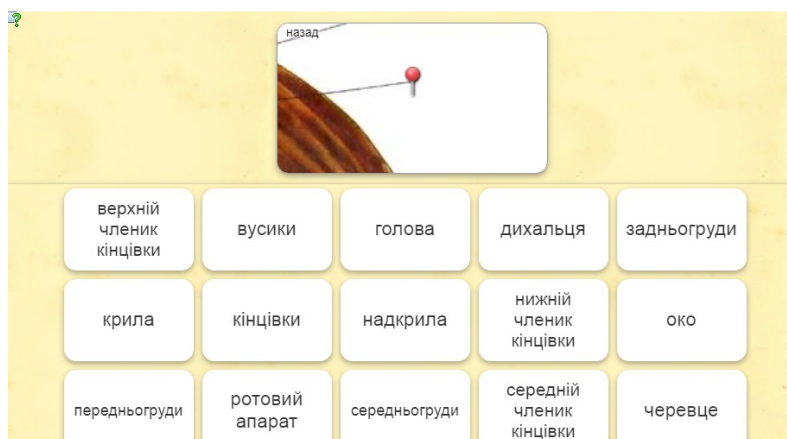 назад
верхній
членик
кінцівки
вусики
голова
дихальця
задньогруди
крила
кінцівки
надкрила
нижній
членик
кінцівки
око
передньогруди
ротовий
апарат
середньогруди
середній
членик
кінцівки
черевце